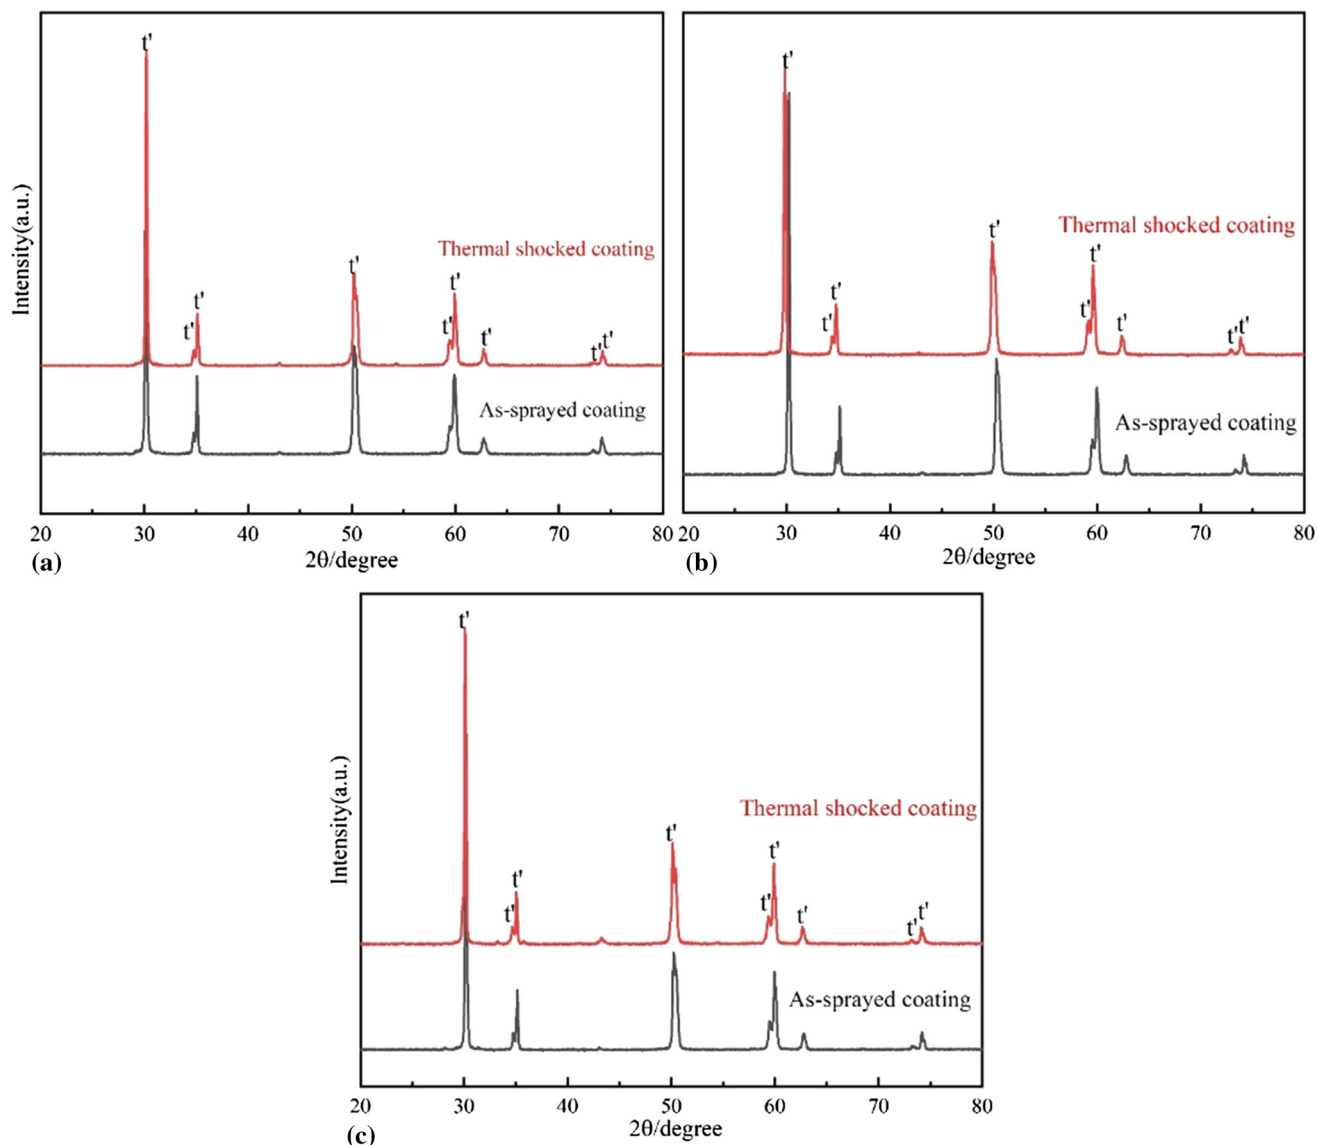 t'
t'
Thermal shocked coating
t'
t'
t'
t'
t'
t'
t'
t'
As-sprayed coating
Intensity(a.u.)
20 30 40 50 60 70 80
2θ/degree
(a)
t'
t'
Thermal shocked coating
t'
t'
t'
t'
t'
t'
t'
As-sprayed coating
20 30 40 50 60 70 80
2θ/degree
(b)
t'
Thermal shocked coating
t'
t'
t'
t'
t'
t'
t'
t'
As-sprayed coating
Intensity(a.u.)
20 30 40 50 60 70 80
2θ/degree
(c)